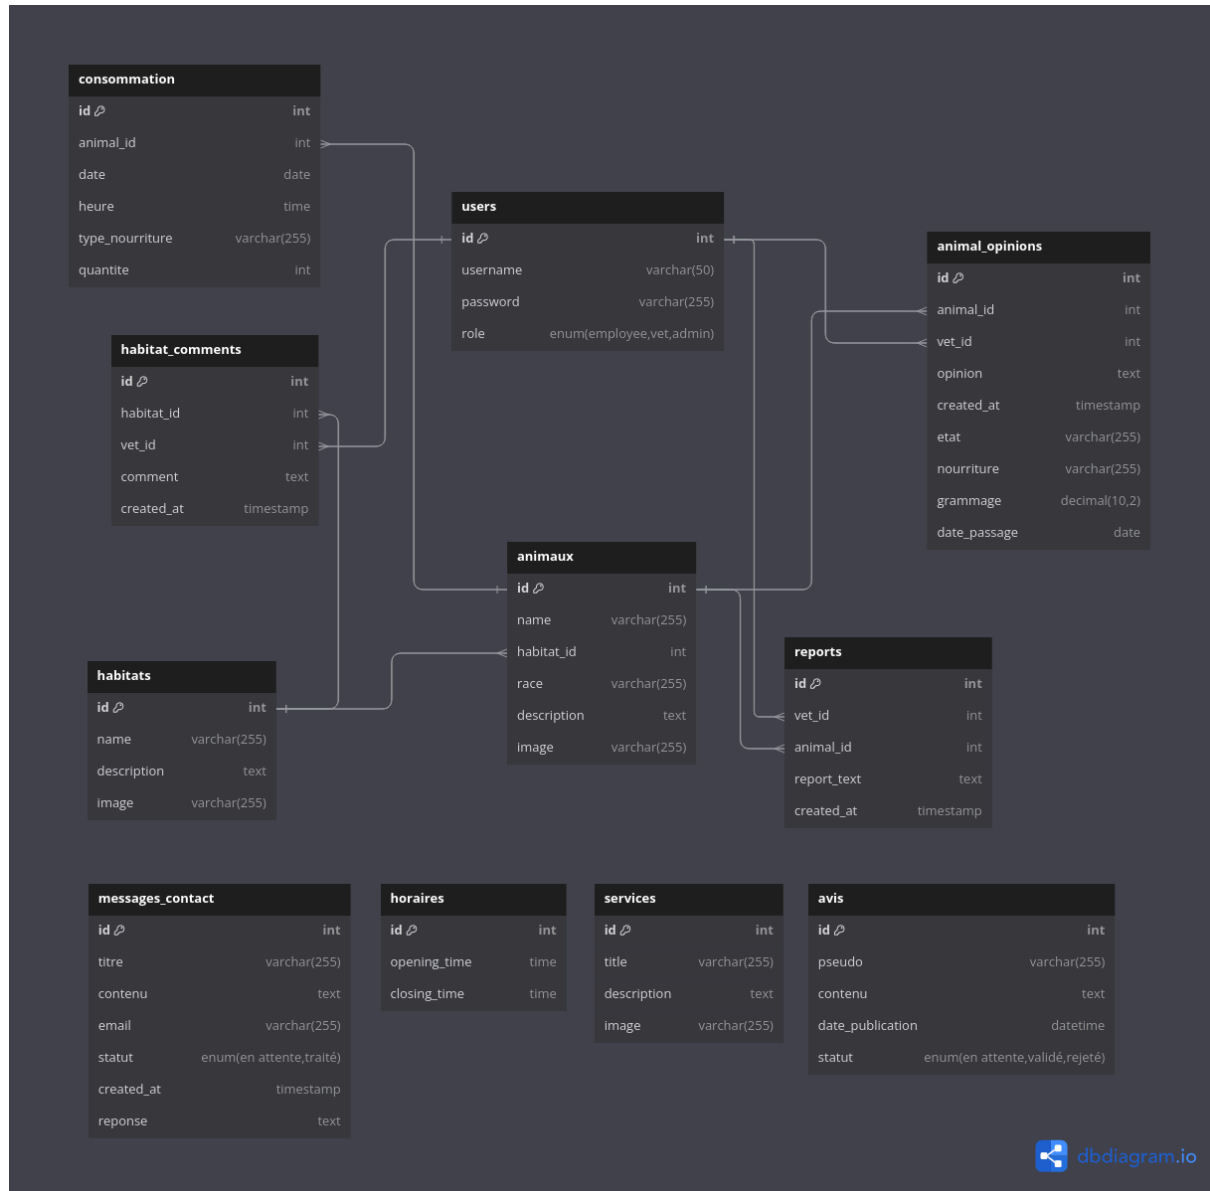 consommation
id int
animal_id int
date date
heure time
type_nourriture varchar(255)
quantite int
users
id int
username varchar(50)
password varchar(255)
role enum(employee,vet,admin)
animal_opinions
id int
animal_id int
vet_id int
opinion text
created_at timestamp
etat varchar(255)
nourriture varchar(255)
grammage decimal(10,2)
date_passage date
habitat_comments
id int
habitat_id int
vet_id int
comment text
created_at timestamp
animaux
id int
name varchar(255)
habitat_id int
race varchar(255)
description text
image varchar(255)
reports
id int
vet_id int
animal_id int
report_text text
created_at timestamp
habitats
id int
name varchar(255)
description text
image varchar(255)
messages_contact
id int
titre varchar(255)
contenu text
email varchar(255)
statut enum(en attente,traité)
created_at timestamp
reponse text
horaires
id int
opening_time time
closing_time time
services
id int
title varchar(255)
description text
image varchar(255)
avis
id int
pseudo varchar(255)
contenu text
date_publication datetime
statut enum(en attente,validé,rejeté)
dbdiagram.io